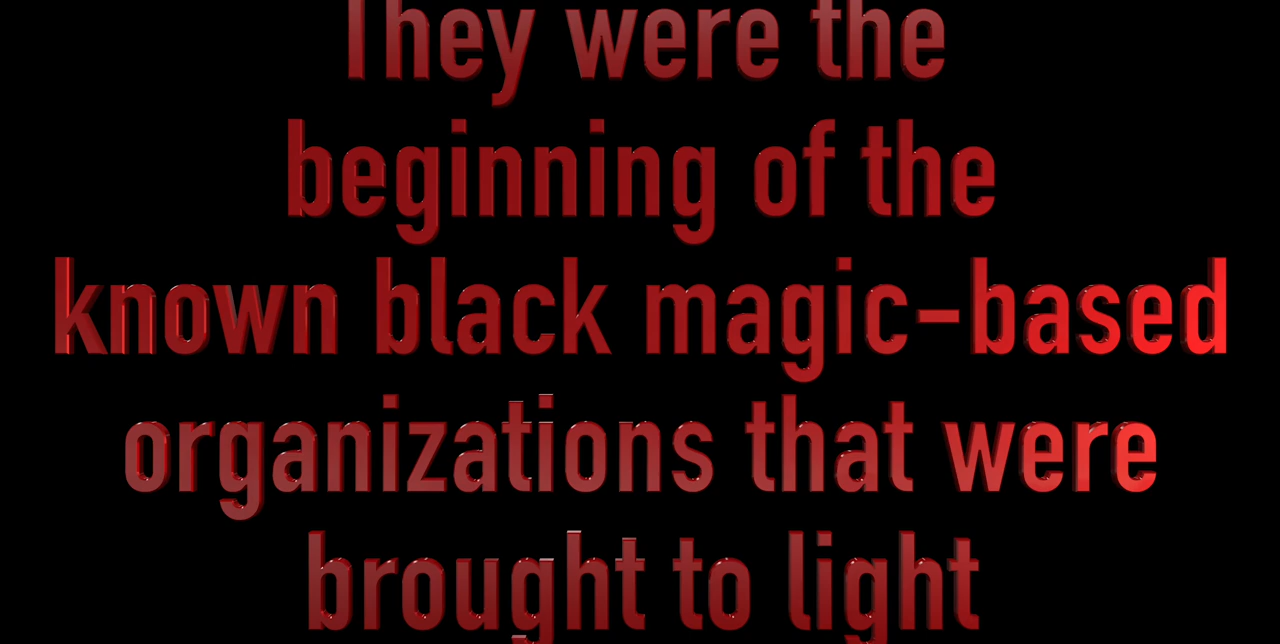 They were the
beginning of the
known black magic-based
organizations that were
brought to light